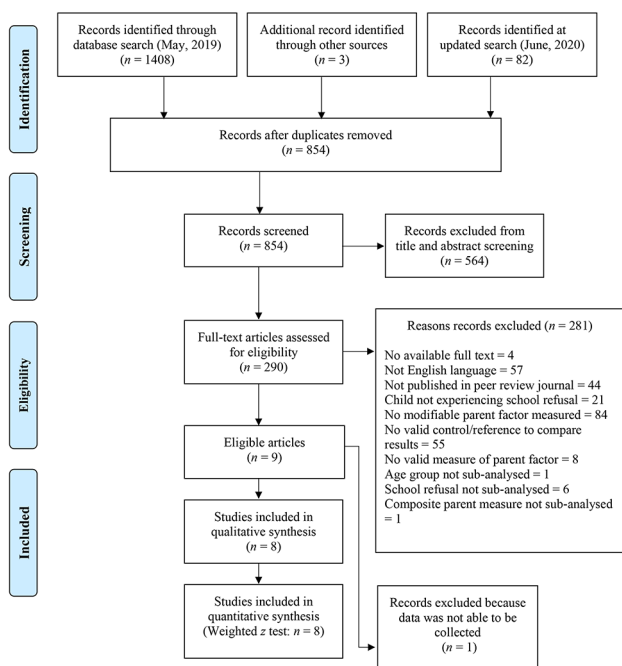 Identification
Records identified through
database search (May, 2019)
(n = 1408)
Additional record identified
through other sources
(n = 3)
Records identified at
updated search (June, 2020)
(n = 82)
Records after duplicates removed
(n = 854)
Screening
Records screened
(n = 854)
Records excluded from
title and abstract screening
(n = 564)
Eligibility
Full-text articles assessed
for eligibility
(n = 290)
Reasons records excluded (n = 281)
No available full text = 4
Not English language = 57
Not published in peer review journal = 44
Child not experiencing school refusal = 21
No modifiable parent factor measured = 84
No valid control/reference to compare
results = 55
No valid measure of parent factor = 8
Age group not sub-analysed = 1
School refusal not sub-analysed = 6
Composite parent measure not sub-analysed
= 1
Eligible articles
(n = 9)
Included
Studies included in
qualitative synthesis
(n = 8)
Studies included in
quantitative synthesis
(Weighted z test: n = 8)
Records excluded because
data was not able to be
collected
(n = 1)